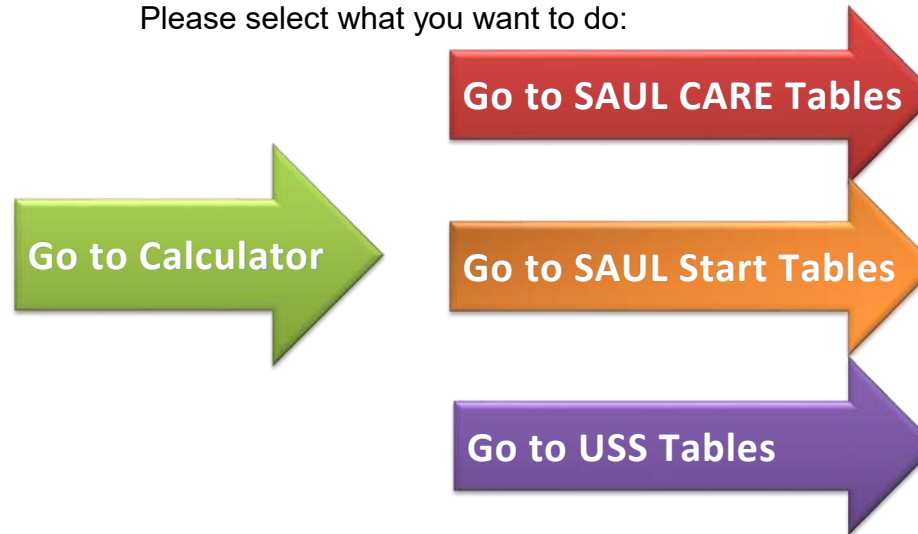 Please select what you want to do:
Go to SAUL CARE Tables
Go to Calculator
Go to SAUL Start Tables
Go to USS Tables